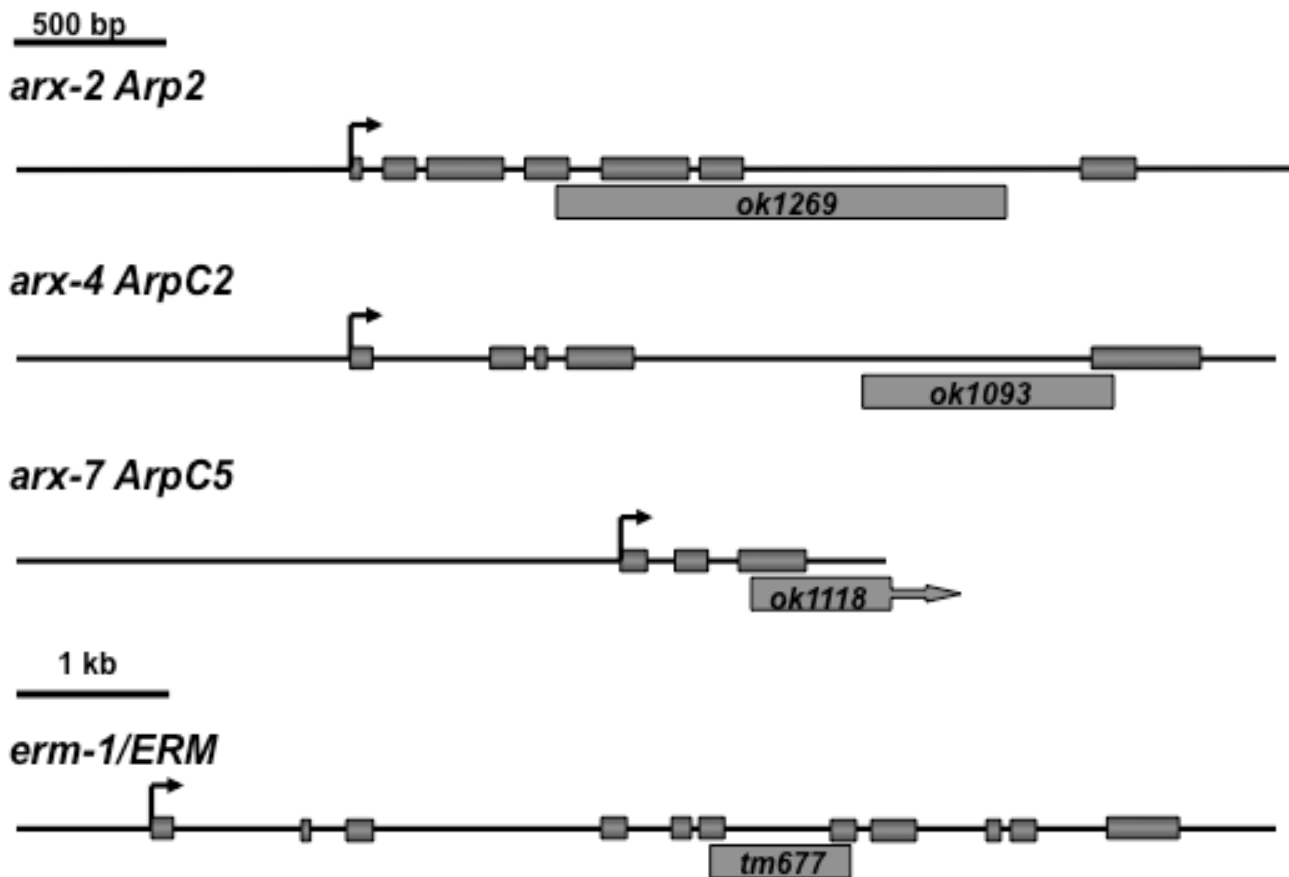 500 bp
arx-2 Arp2
ok1269
arx-4 ArpC2
ok1093
arx-7 ArpC5
ok1118
1 kb
erm-1/ERM
tm677